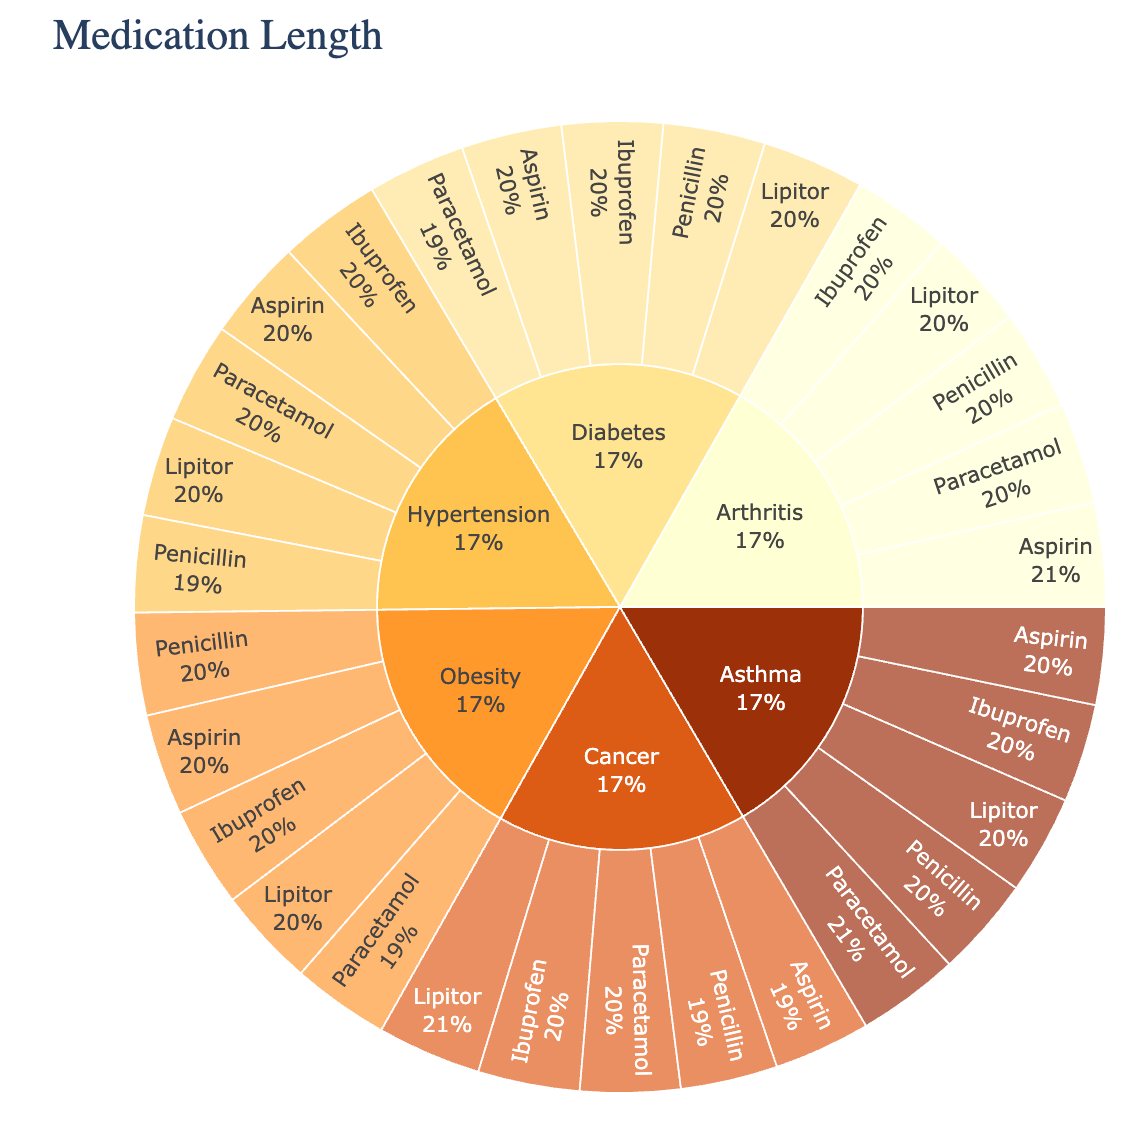 Medication Length
Diabetes
17%
Paracetamol
19%
Aspirin
20%
Ibuprofen
20%
Penicillin
20%
Lipitor
20%
Arthritis
17%
Ibuprofen
20%
Lipitor
20%
Penicillin
20%
Paracetamol
20%
Aspirin
21%
Asthma
17%
Aspirin
20%
Ibuprofen
20%
Lipitor
20%
Penicillin
20%
Paracetamol
21%
Cancer
17%
Aspirin
19%
Penicillin
19%
Paracetamol
20%
Ibuprofen
20%
Lipitor
21%
Obesity
17%
Paracetamol
19%
Lipitor
20%
Ibuprofen
20%
Aspirin
20%
Penicillin
20%
Hypertension
17%
Penicillin
19%
Lipitor
20%
Paracetamol
20%
Aspirin
20%
Ibuprofen
20%